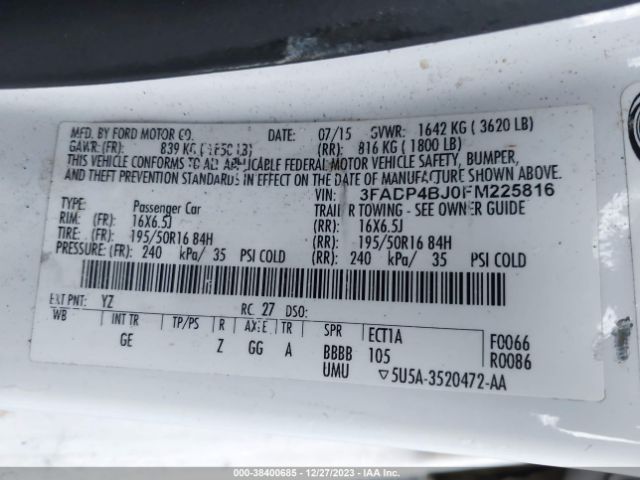 MFD. BY FORD MOTOR CO. DATE: 07/15 GVWR: 1642 KG ( 3620 LB)
GAWR: (FR): 839 KG ( 1850 LB) (RR): 816 KG ( 1800 LB)
THIS VEHICLE CONFORMS TO ALL APPLICABLE FEDERAL MOTOR VEHICLE SAFETY, BUMPER,
AND THEFT PREVENTION STANDARDS IN EFFECT ON THE DATE OF MANUFACTURE SHOWN ABOVE.
VIN: 3FADP4BJ0FM225816
TYPE: Passenger Car TRAILER TOWING - SEE OWNER GUIDE
RIM: (FR) 16X6.5J (RR): 16X6.5J
TIRE: (FR) 195/50R16 84H (RR): 195/50R16 84H
PRESSURE: (FR) 240 kPa/ 35 PSI COLD (RR): 240 kPa/ 35 PSI COLD
EXT PNT: YZ RC: 27 DSO:
WB INT TR TP/PS R AXLE TR SPR ECT1A F0066
GE Z GG A BBBB 105 R0086
UMU ▽5U5A-3520472-AA
000-38400685 - 12/27/2023 - IAA Inc.